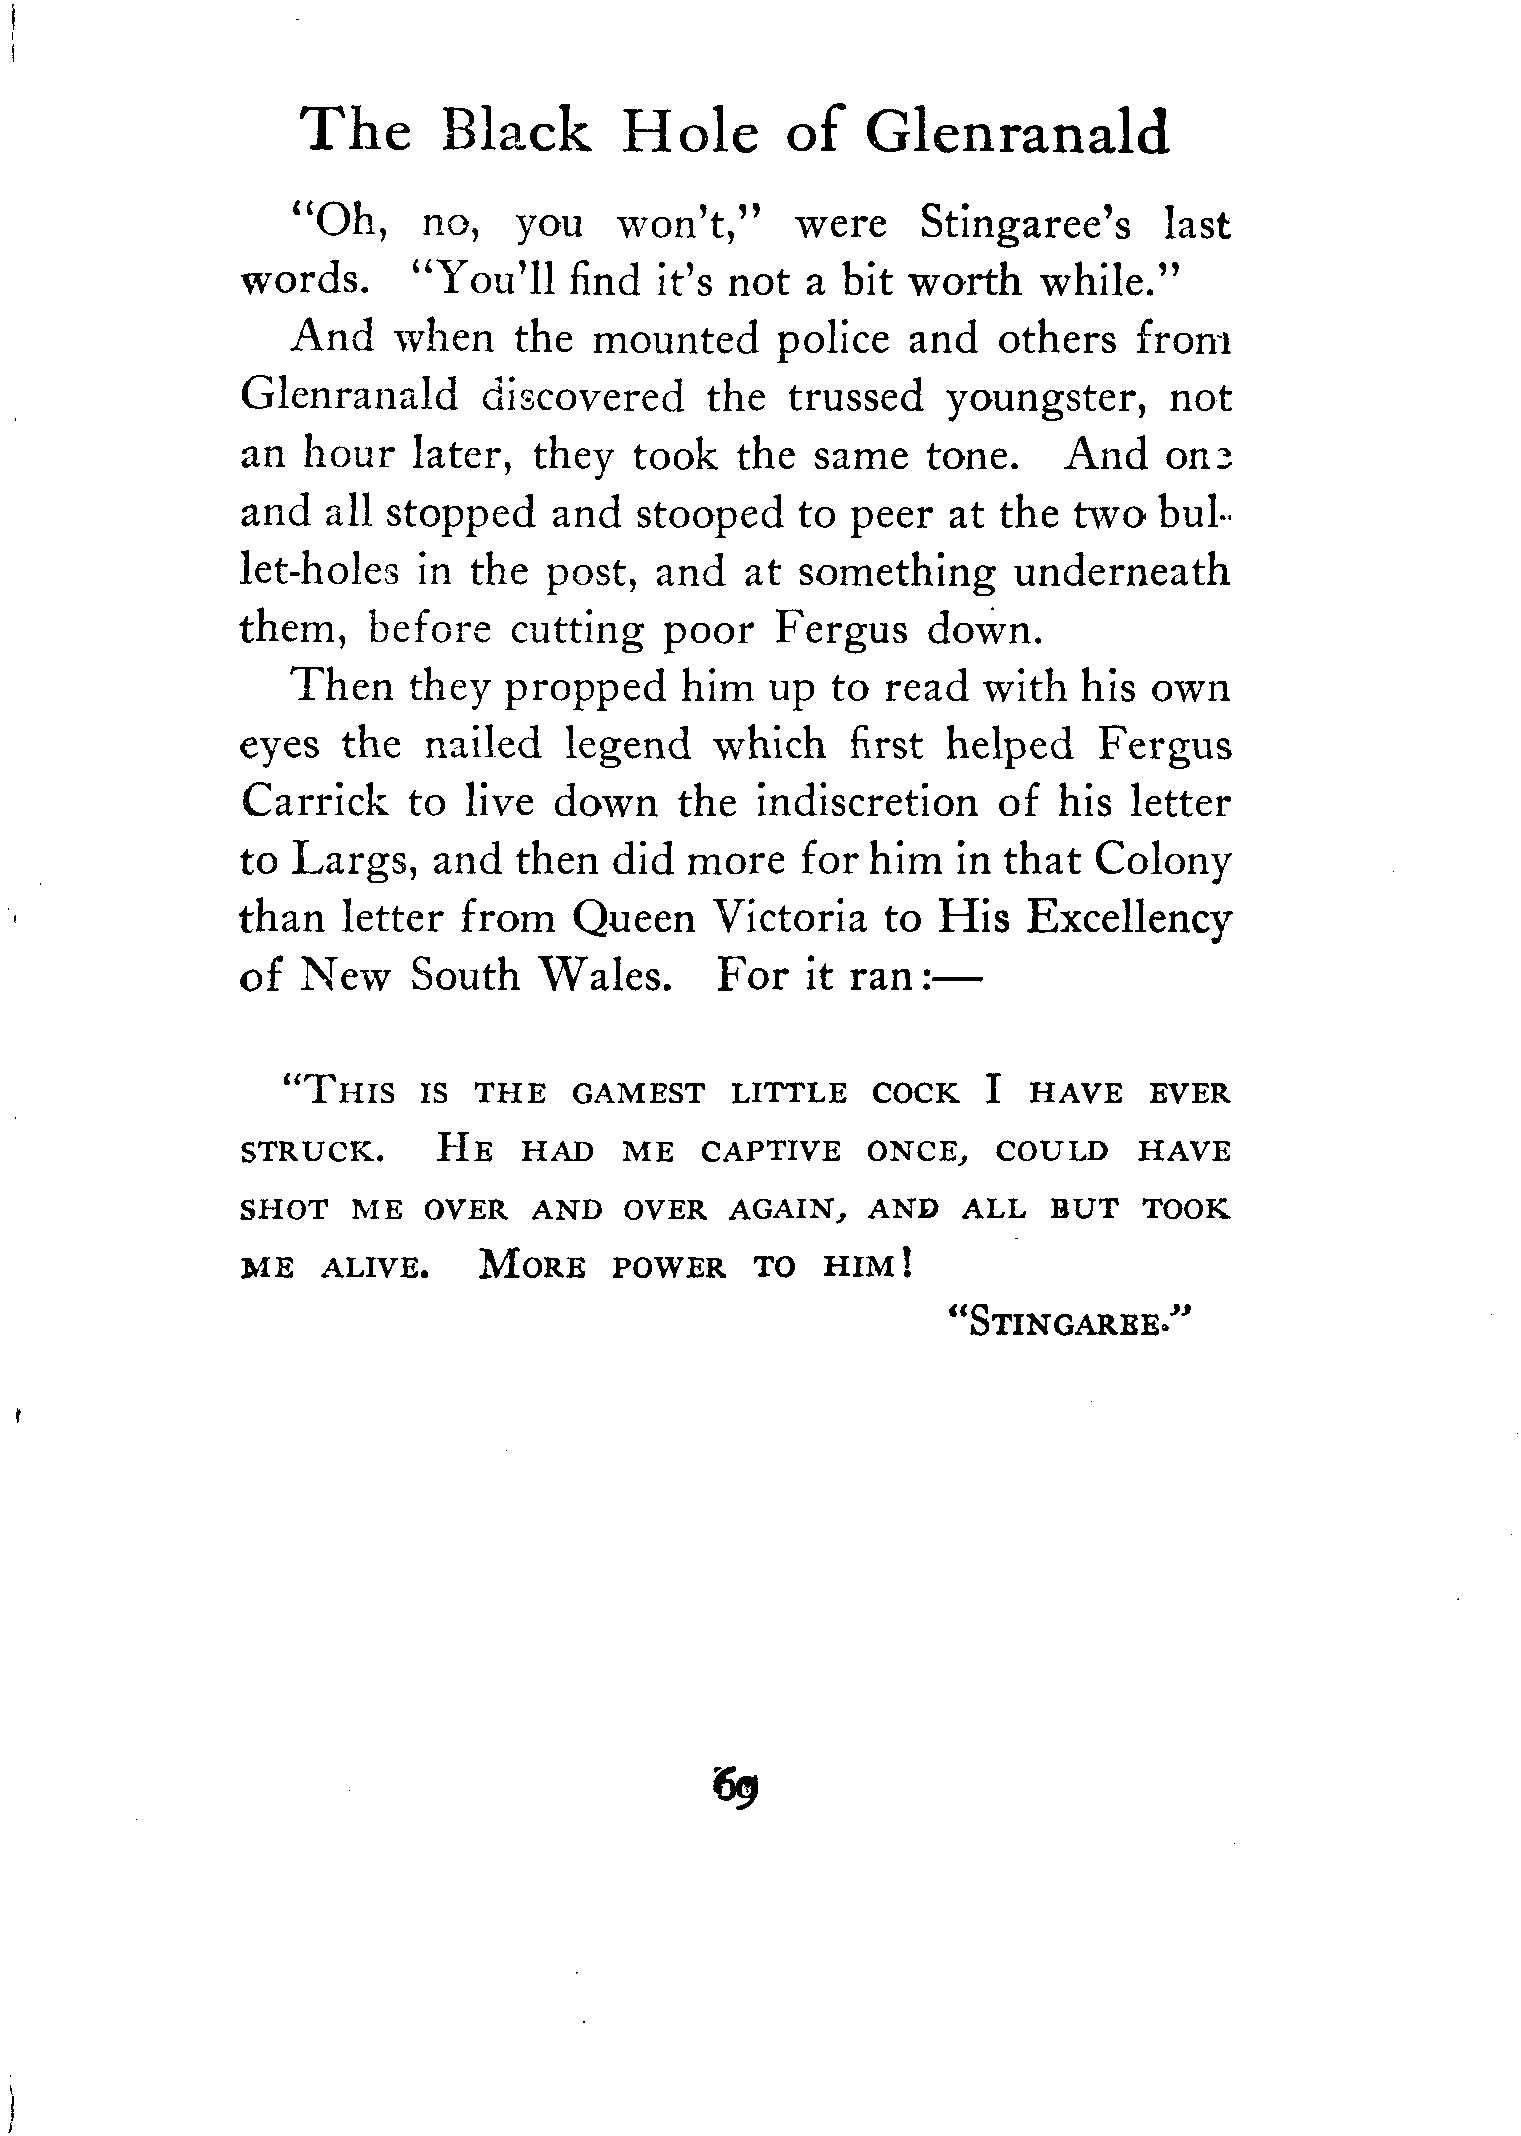 The Black Hole of Glenranald
"Oh, no, you won't," were Stingaree's last
words. "You'll find it's not a bit worth while."
And when the mounted police and others from
Glenranald discovered the trussed youngster, not
an hour later, they took the same tone. And one
and all stopped and stooped to peer at the two bul-
let-holes in the post, and at something underneath
them, before cutting poor Fergus down.
Then they propped him up to read with his own
eyes the nailed legend which first helped Fergus
Carrick to live down the indiscretion of his letter
to Largs, and then did more for him in that Colony
than letter from Queen Victoria to His Excellency
of New South Wales. For it ran:—
"THIS IS THE GAMEST LITTLE COCK I HAVE EVER
STRUCK. HE HAD ME CAPTIVE ONCE, COULD HAVE
SHOT ME OVER AND OVER AGAIN, AND ALL BUT TOOK
ME ALIVE. MORE POWER TO HIM!
"STINGAREE."
69